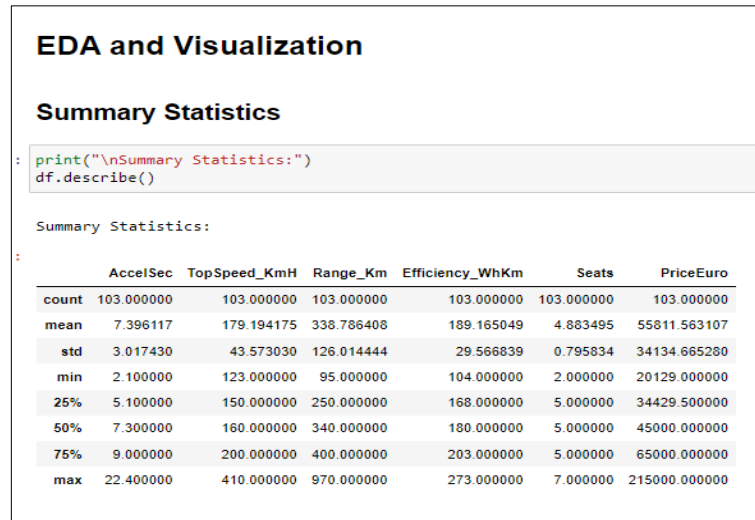 EDA and Visualization
Summary Statistics
: print("\nSummary Statistics:")
df.describe()
Summary Statistics:
:
AccelSec TopSpeed_KmH Range_Km Efficiency_WhKm Seats PriceEuro
count 103.000000 103.000000 103.000000 103.000000 103.000000 103.000000
mean 7.396117 179.194175 338.786408 189.165049 4.883495 55811.563107
std 3.017430 43.573030 126.014444 29.566839 0.795834 34134.665280
min 2.100000 123.000000 95.000000 104.000000 2.000000 20129.000000
25% 5.100000 150.000000 250.000000 168.000000 5.000000 34429.500000
50% 7.300000 160.000000 340.000000 180.000000 5.000000 45000.000000
75% 9.000000 200.000000 400.000000 203.000000 5.000000 65000.000000
max 22.400000 410.000000 970.000000 273.000000 7.000000 215000.000000